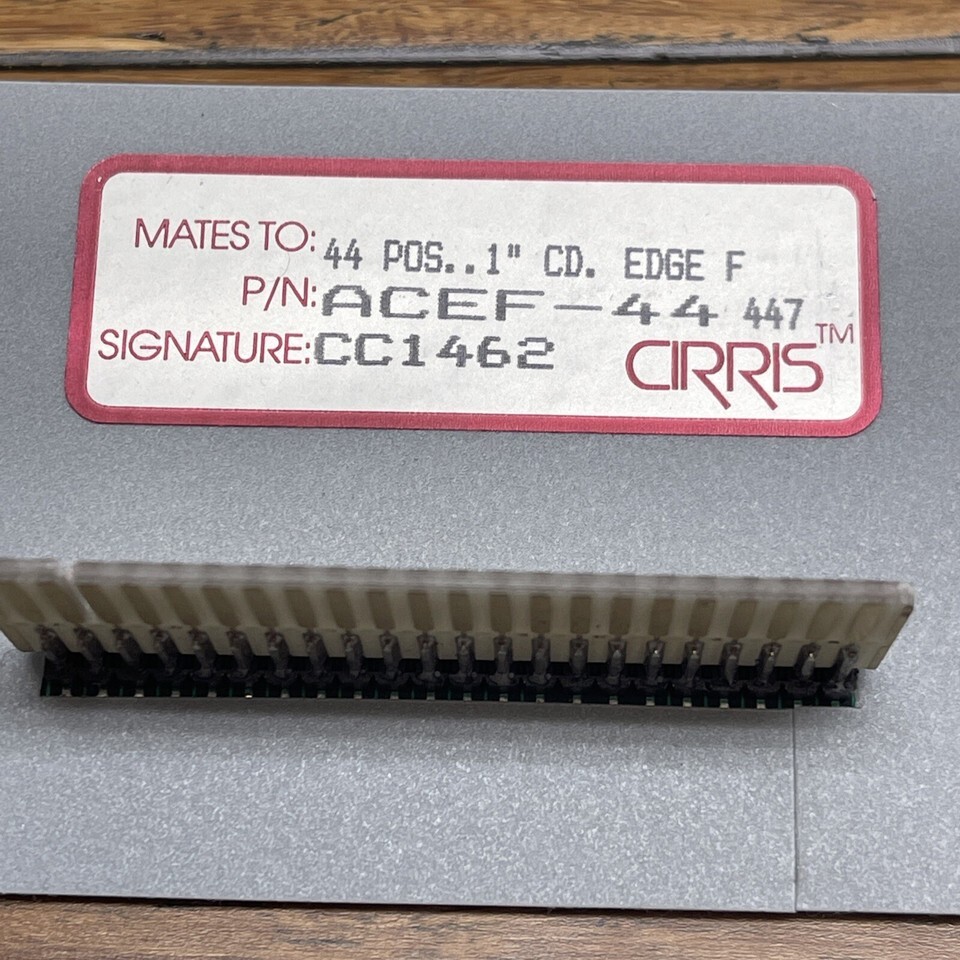 MATES TO: 44 POS..1" CD. EDGE F
P/N: ACEF-44 447
SIGNATURE: CC1462
CIRRIS™